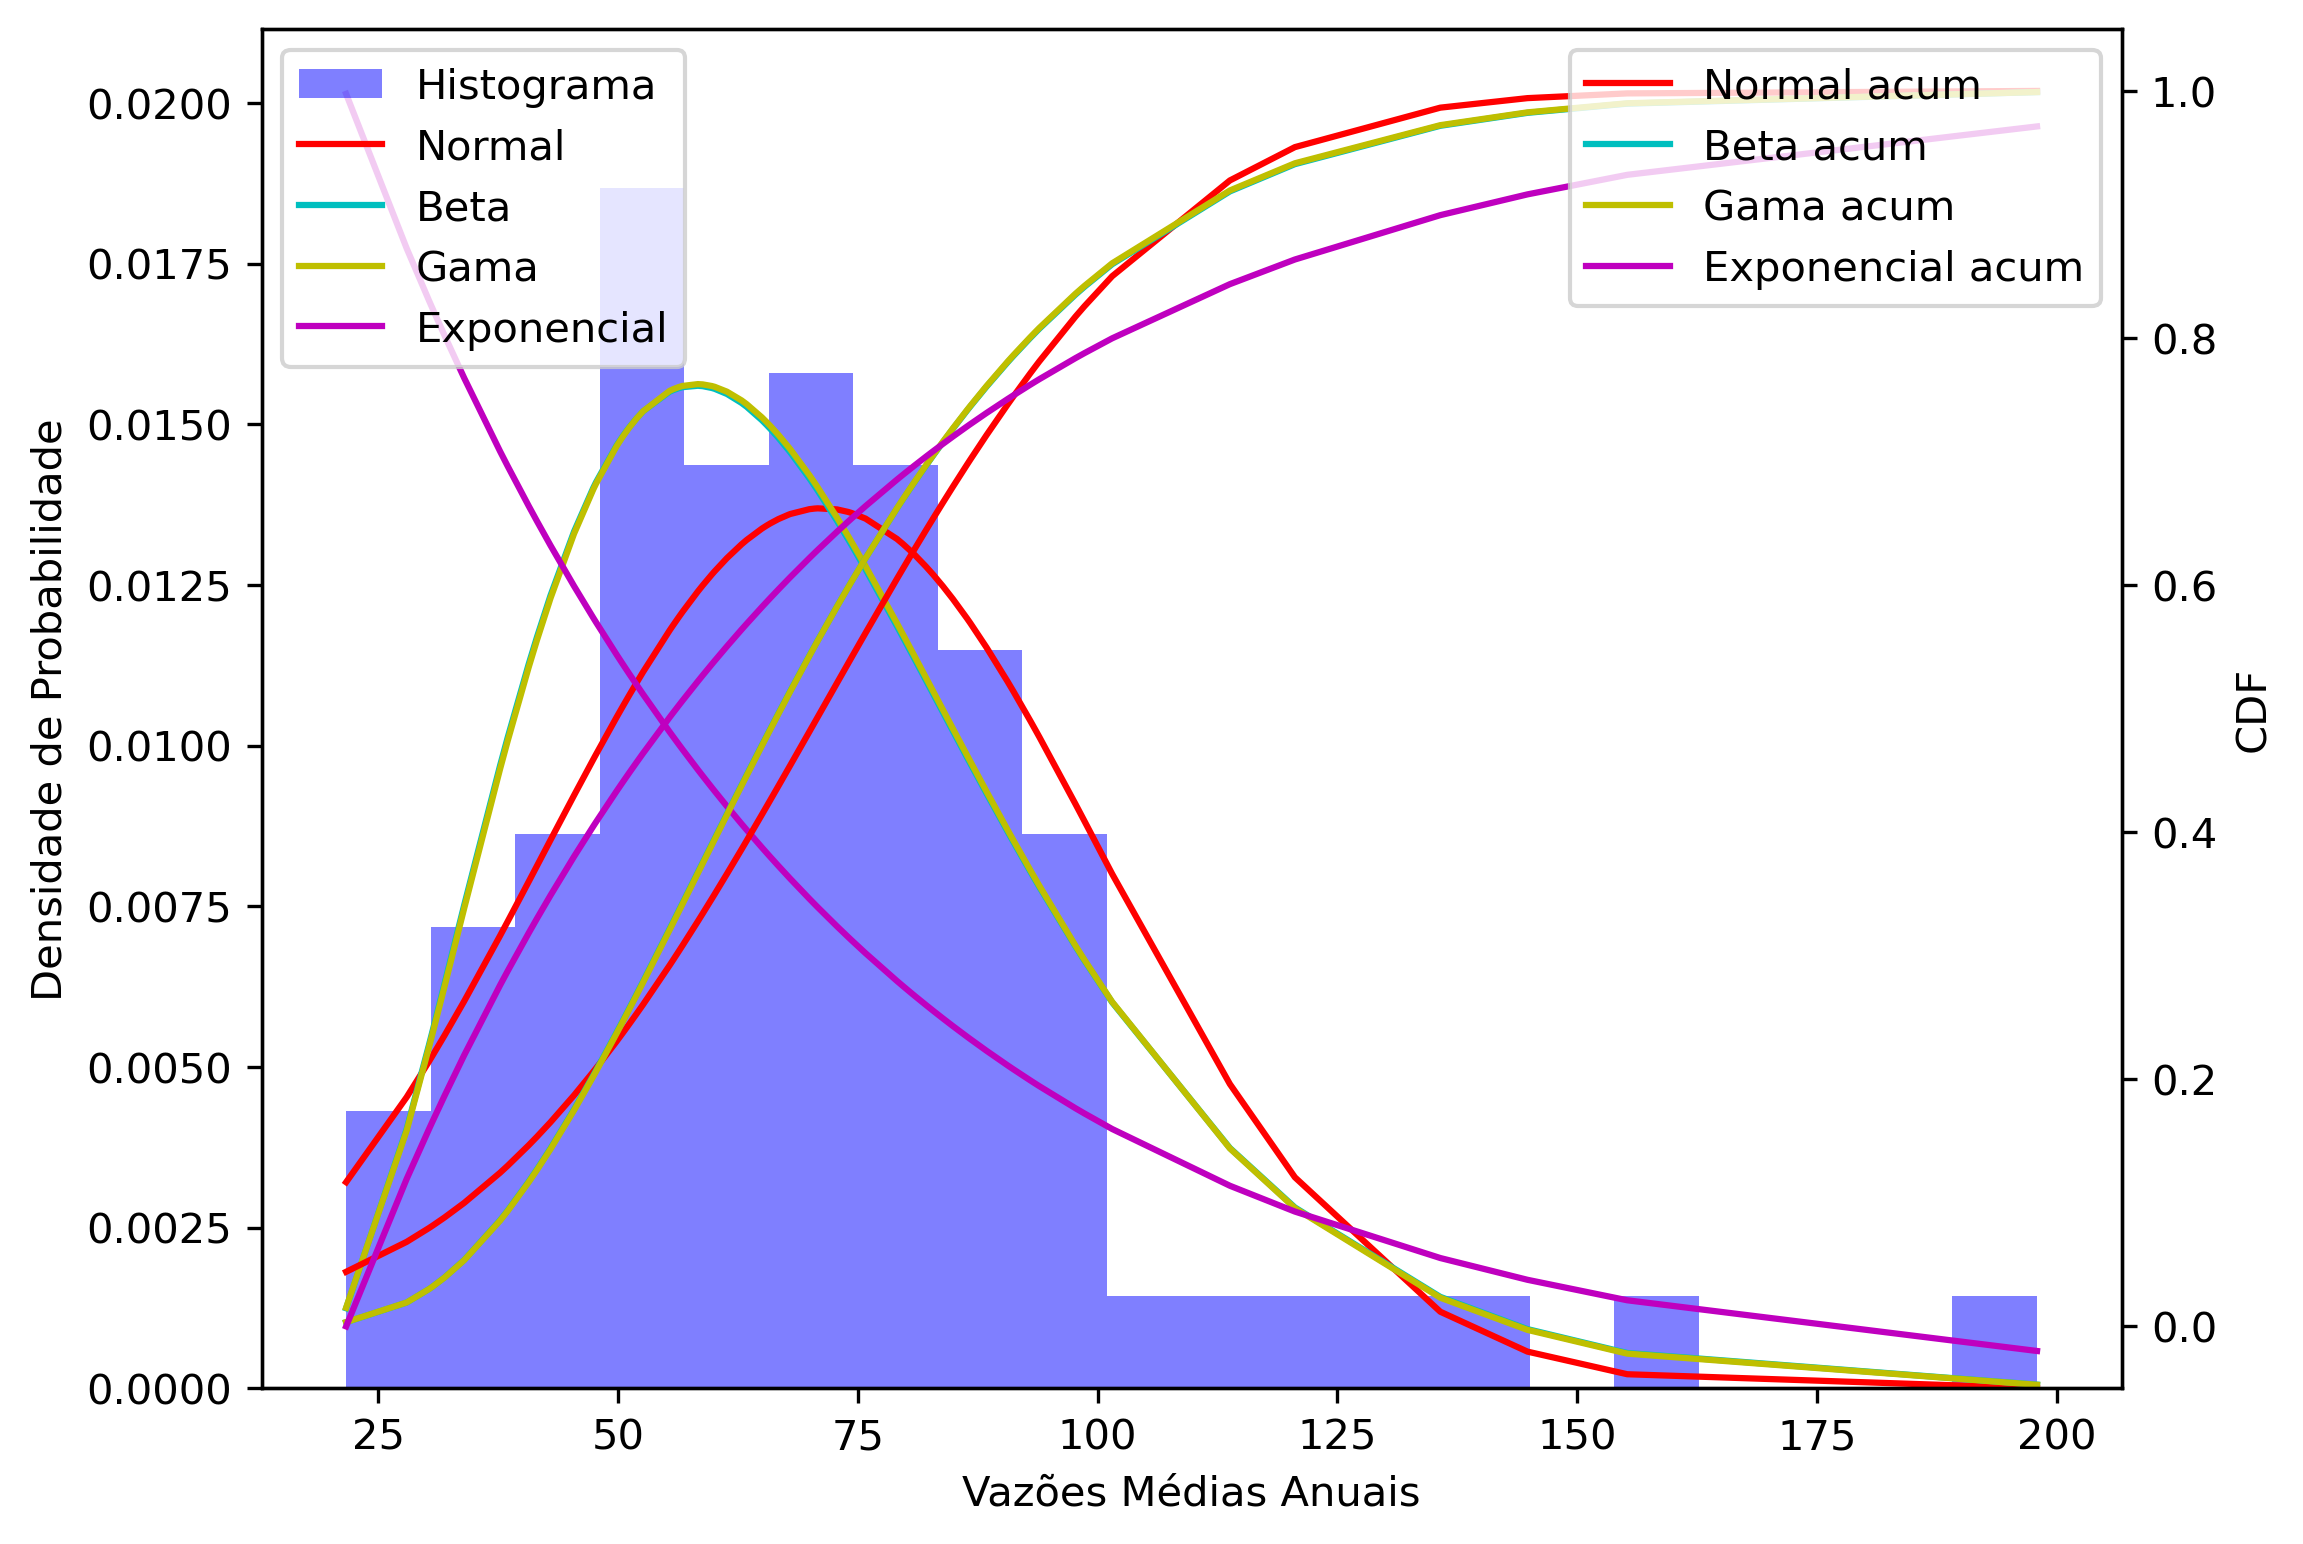 Histograma
Normal
Beta
Gama
Exponencial
Normal acum
Beta acum
Gama acum
Exponencial acum
0.0200
0.0175
0.0150
0.0125
0.0100
0.0075
0.0050
0.0025
0.0000
Densidade de Probabilidade
1.0
0.8
0.6
0.4
0.2
0.0
CDF
25 50 75 100 125 150 175 200
Vazões Médias Anuais